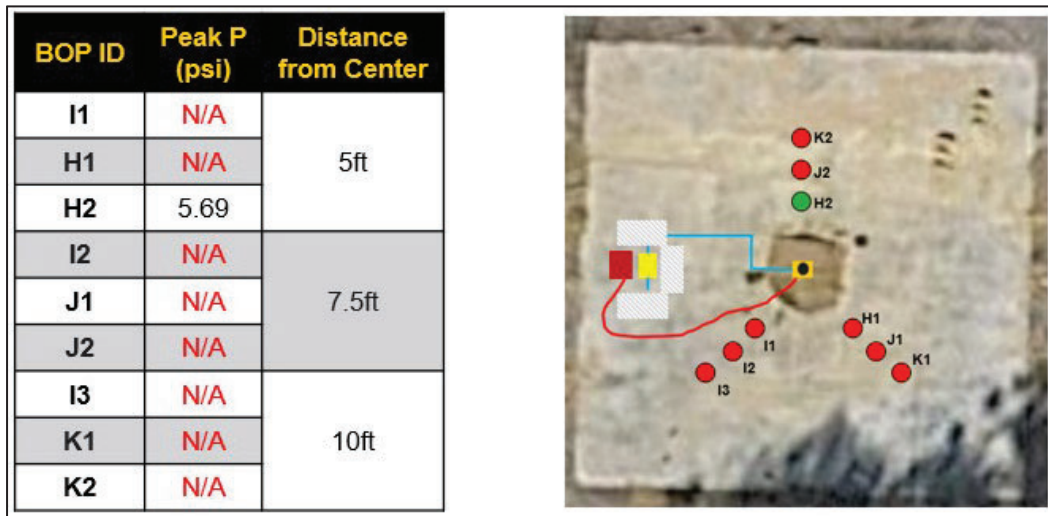 BOP ID Peak P (psi) Distance from Center
I1 N/A
H1 N/A 5ft
H2 5.69
I2 N/A
J1 N/A 7.5ft
J2 N/A
I3 N/A
K1 N/A 10ft
K2 N/A
K2
J2
H2
H1
I1
J1
I2
K1
I3